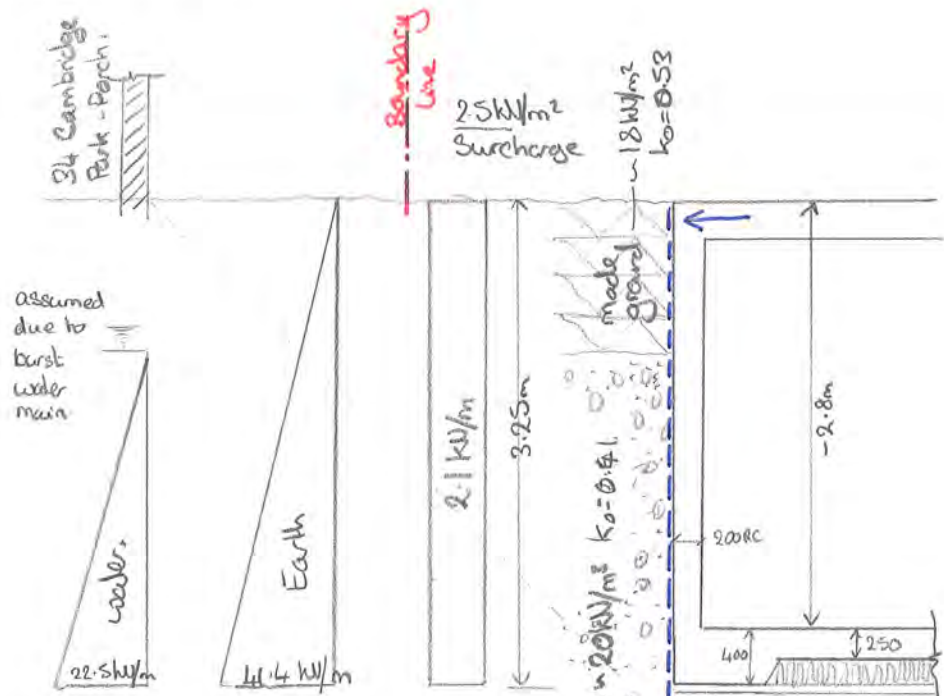 34 Cambridge
Park - Porch.
Boundary
Line
2.5kN/m²
Surcharge
~18kN/m²
k₀=0.53
made
ground
assumed
due to
burst
water
main
water.
22.5kN/m
Earth
41.4 kN/m
2.1 kN/m
3.25m
~20kN/m³ k₀=0.41.
-2.8m
200RC
400
250